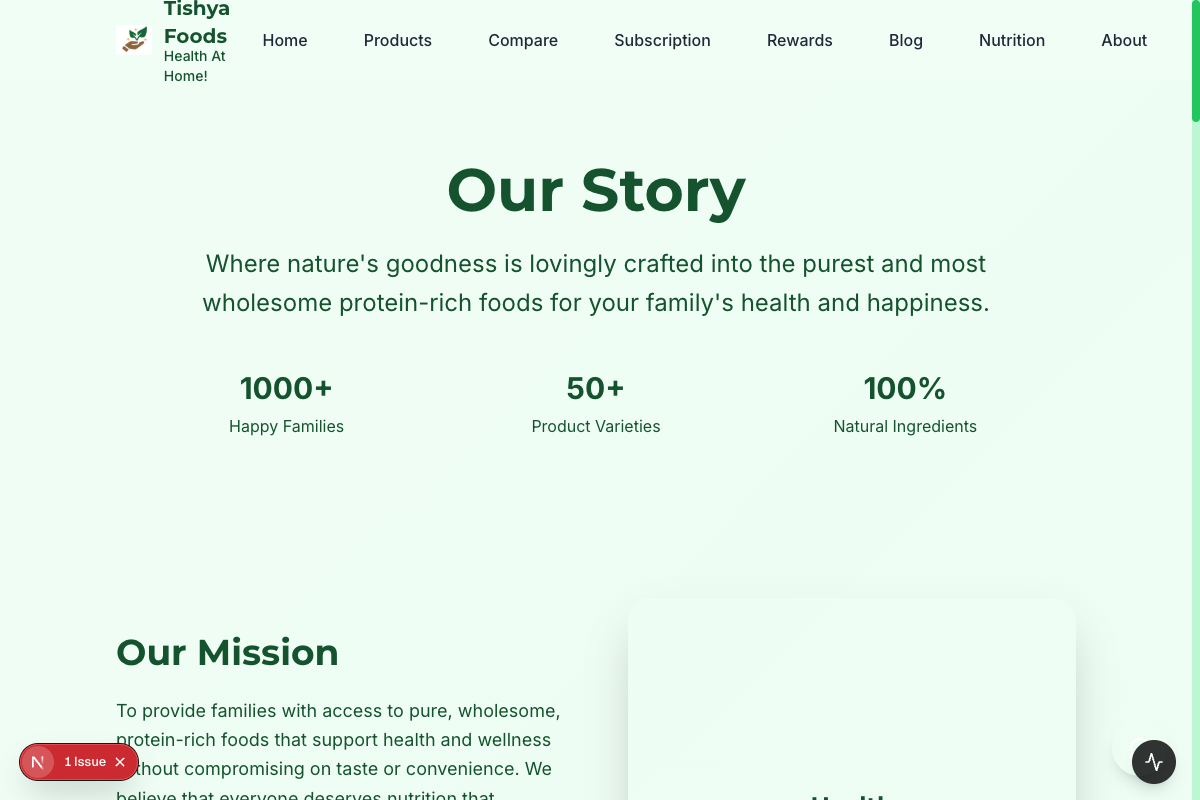 Tishya
Foods
Health At
Home!
Home
Products
Compare
Subscription
Rewards
Blog
Nutrition
About
Our Story
Where nature's goodness is lovingly crafted into the purest and most
wholesome protein-rich foods for your family's health and happiness.
1000+
50+
100%
Happy Families
Product Varieties
Natural Ingredients
Our Mission
To provide families with access to pure, wholesome,
protein-rich foods that support health and wellness
without compromising on taste or convenience. We
believe that everyone deserves nutrition that
N
1 Issue